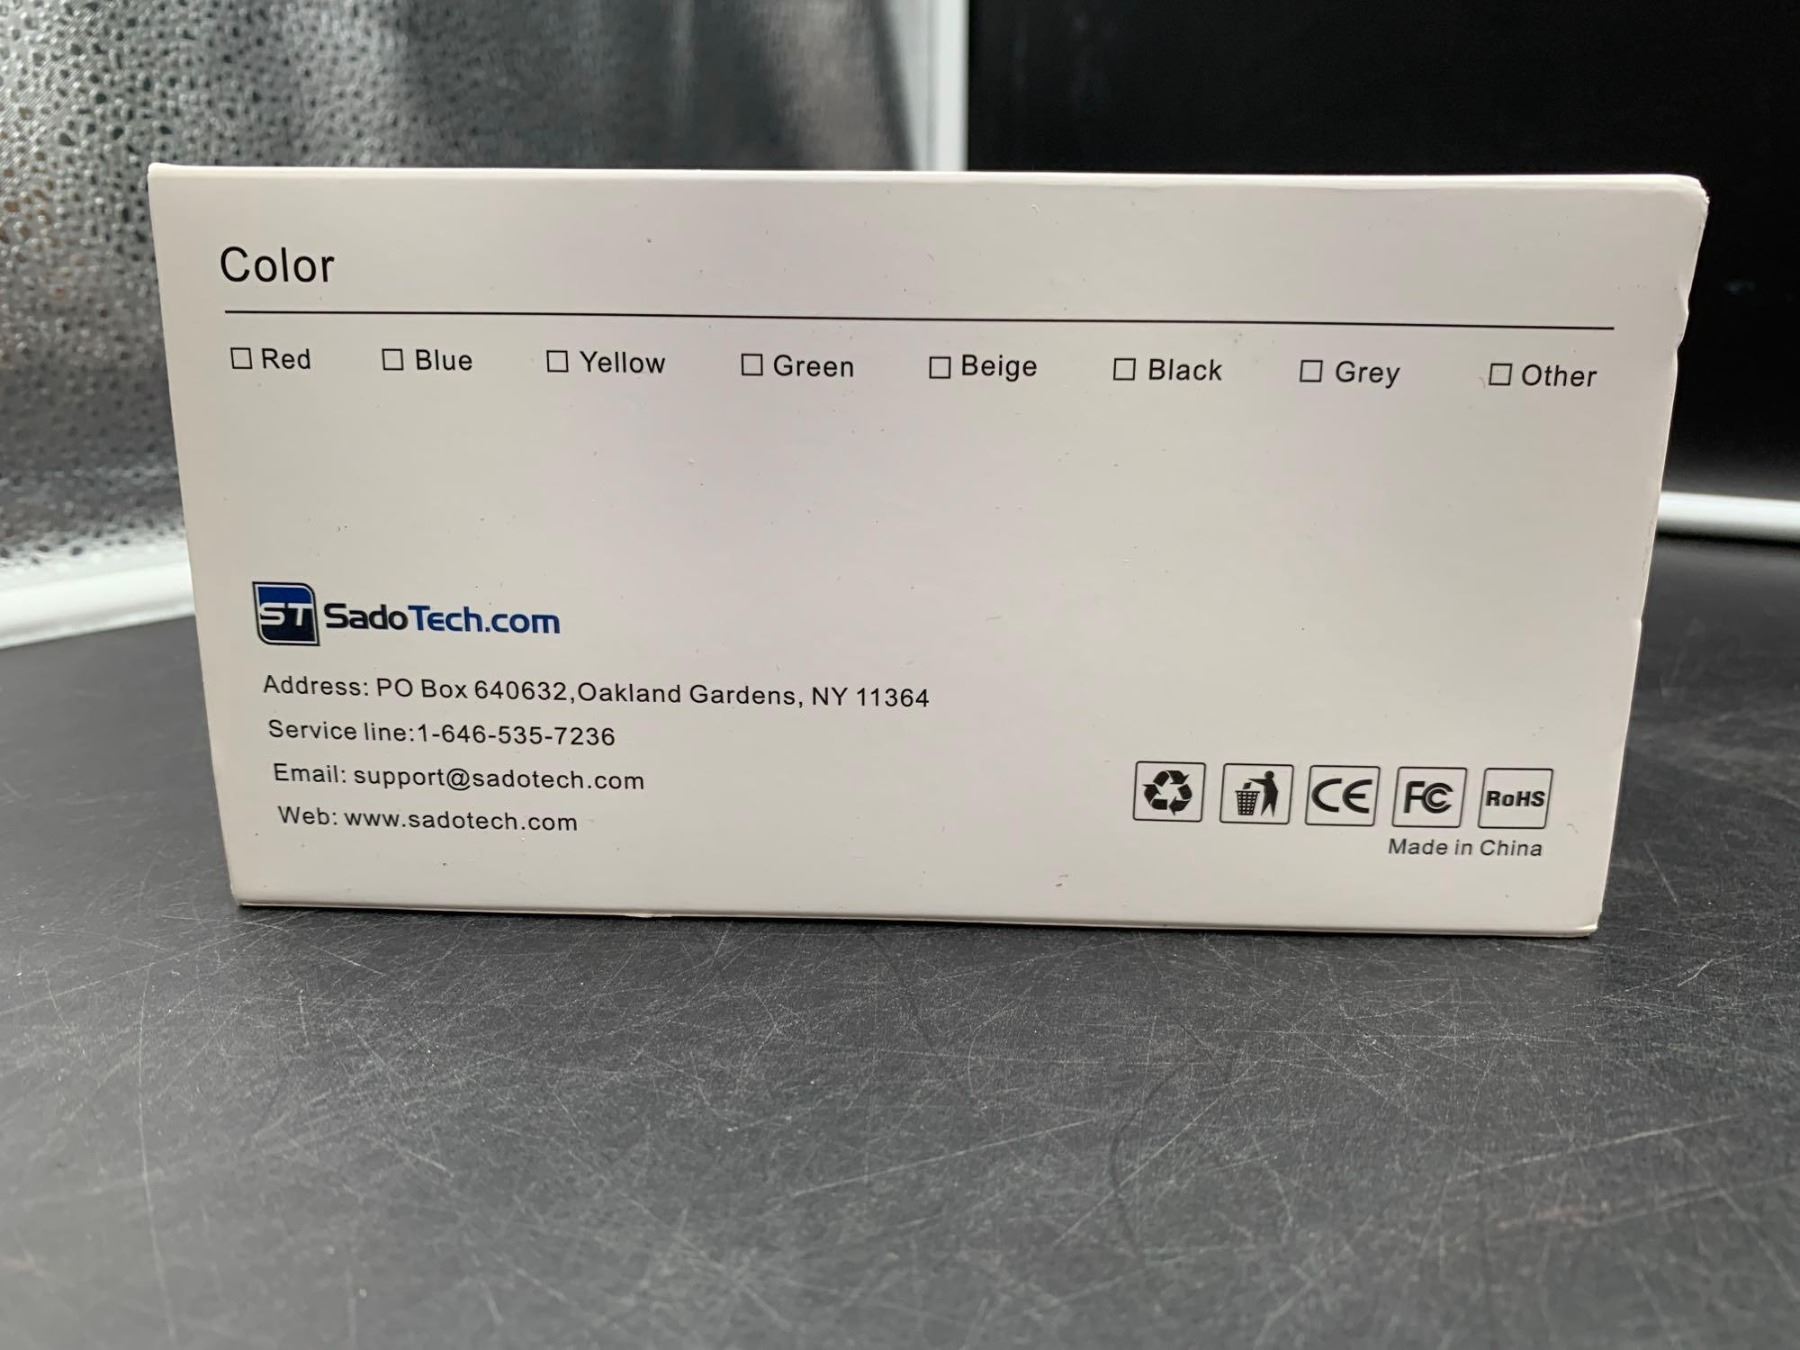 Color
Red Blue Yellow Green Beige Black Grey Other
ST SadoTech.com
Address: PO Box 640632,Oakland Gardens, NY 11364
Service line:1-646-535-7236
Email: support@sadotech.com
Web: www.sadotech.com
CE FC RoHS
Made in China